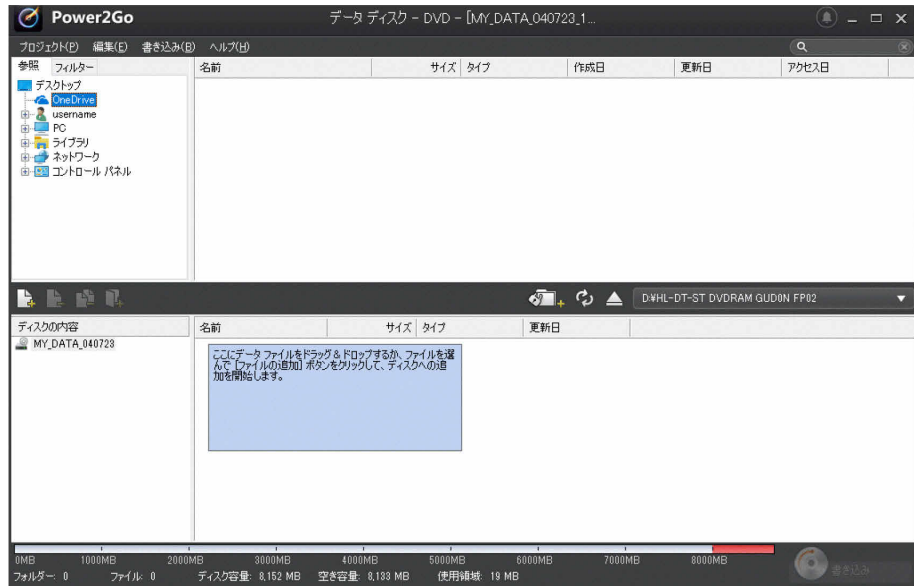 Power2Go
データ ディスク - DVD - [MY_DATA_040723_1...
プロジェクト(P) 編集(E) 書き込み(B) ヘルプ(H)
参照 フィルター
名前 サイズ タイプ 作成日 更新日 アクセス日
デスクトップ
OneDrive
username
PC
ライブラリ
ネットワーク
コントロール パネル
D:¥HL-DT-ST DVDRAM GUD0N FP02
ディスクの内容
名前 サイズ タイプ 更新日
MY_DATA_040723
ここにデータ ファイルをドラッグ & ドロップするか、ファイルを選
んで [ファイルの追加] ボタンをクリックして、ディスクへの追
加を開始します。
0MB 1000MB 2000MB 3000MB 4000MB 5000MB 6000MB 7000MB 8000MB
フォルダー: 0 ファイル: 0 ディスク容量: 8,152 MB 空き容量: 8,133 MB 使用領域: 19 MB
書き込み